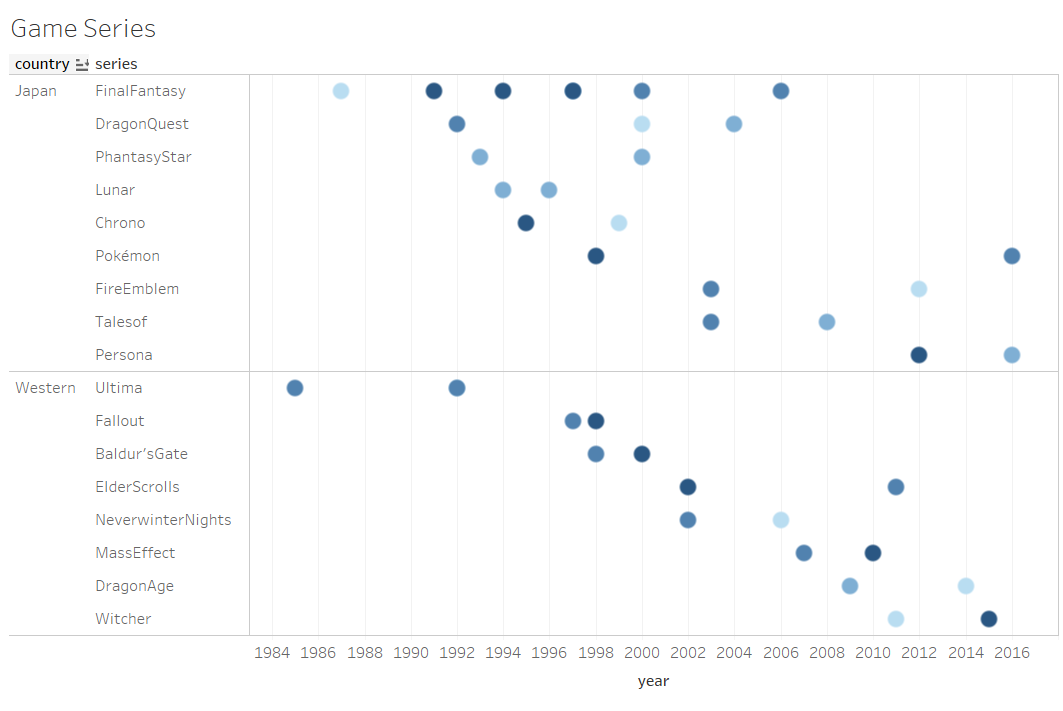 Game Series
country series
Japan FinalFantasy
DragonQuest
PhantasyStar
Lunar
Chrono
Pokémon
FireEmblem
Talesof
Persona
Western Ultima
Fallout
Baldur’sGate
ElderScrolls
NeverwinterNights
MassEffect
DragonAge
Witcher
1984 1986 1988 1990 1992 1994 1996 1998 2000 2002 2004 2006 2008 2010 2012 2014 2016
year